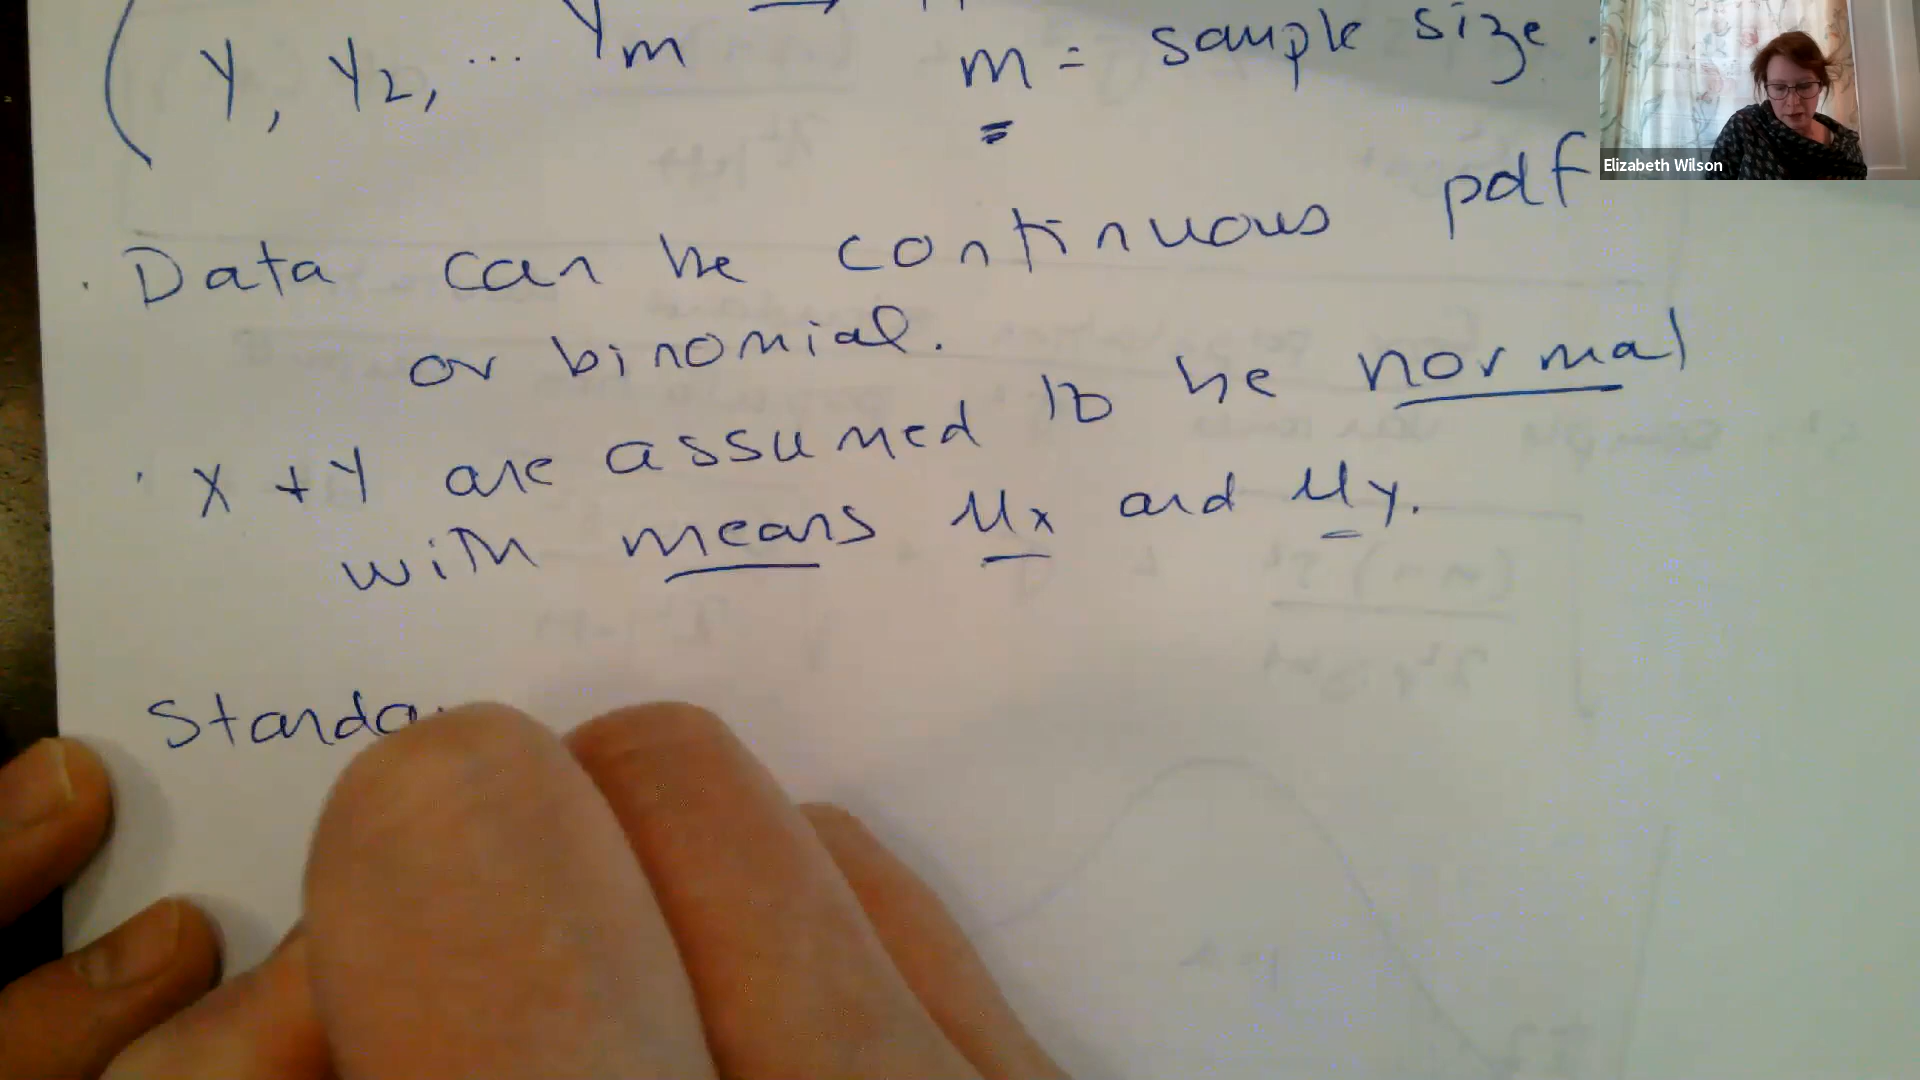 Y, Y2, ... Ym
m = sample size.
Elizabeth Wilson
· Data can be continuous pdf
or binomial.
· X + Y are assumed to be normal
with means μx and μy.
Standa